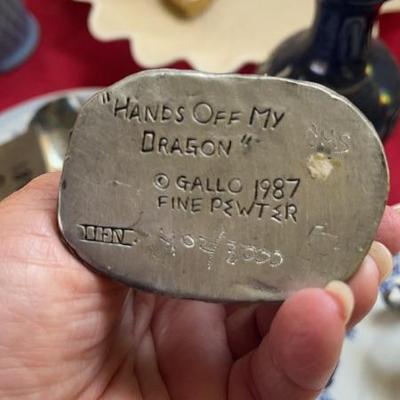 "HANDS OFF MY
DRAGON"
© GALLO 1987
FINE PEWTER